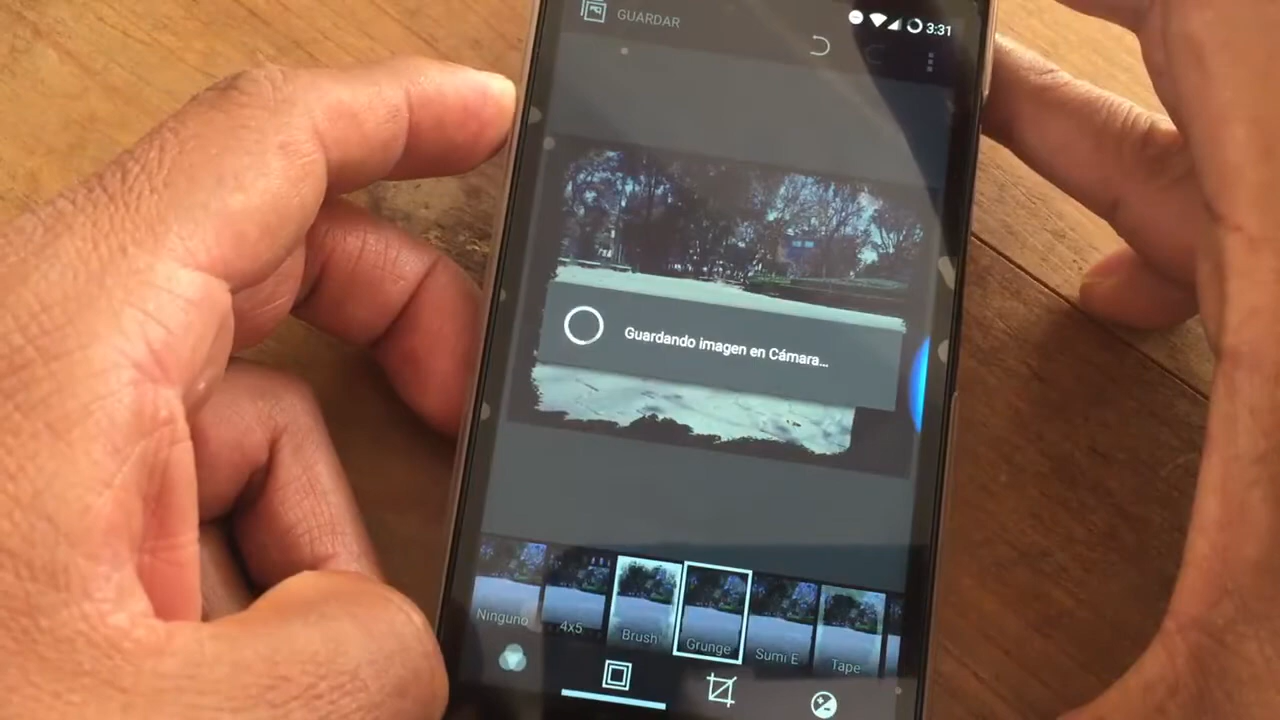 GUARDAR
3:31
Guardando imagen en Cámara...
Ninguno
4x5
Brush
Grunge
Sumi E
Tape